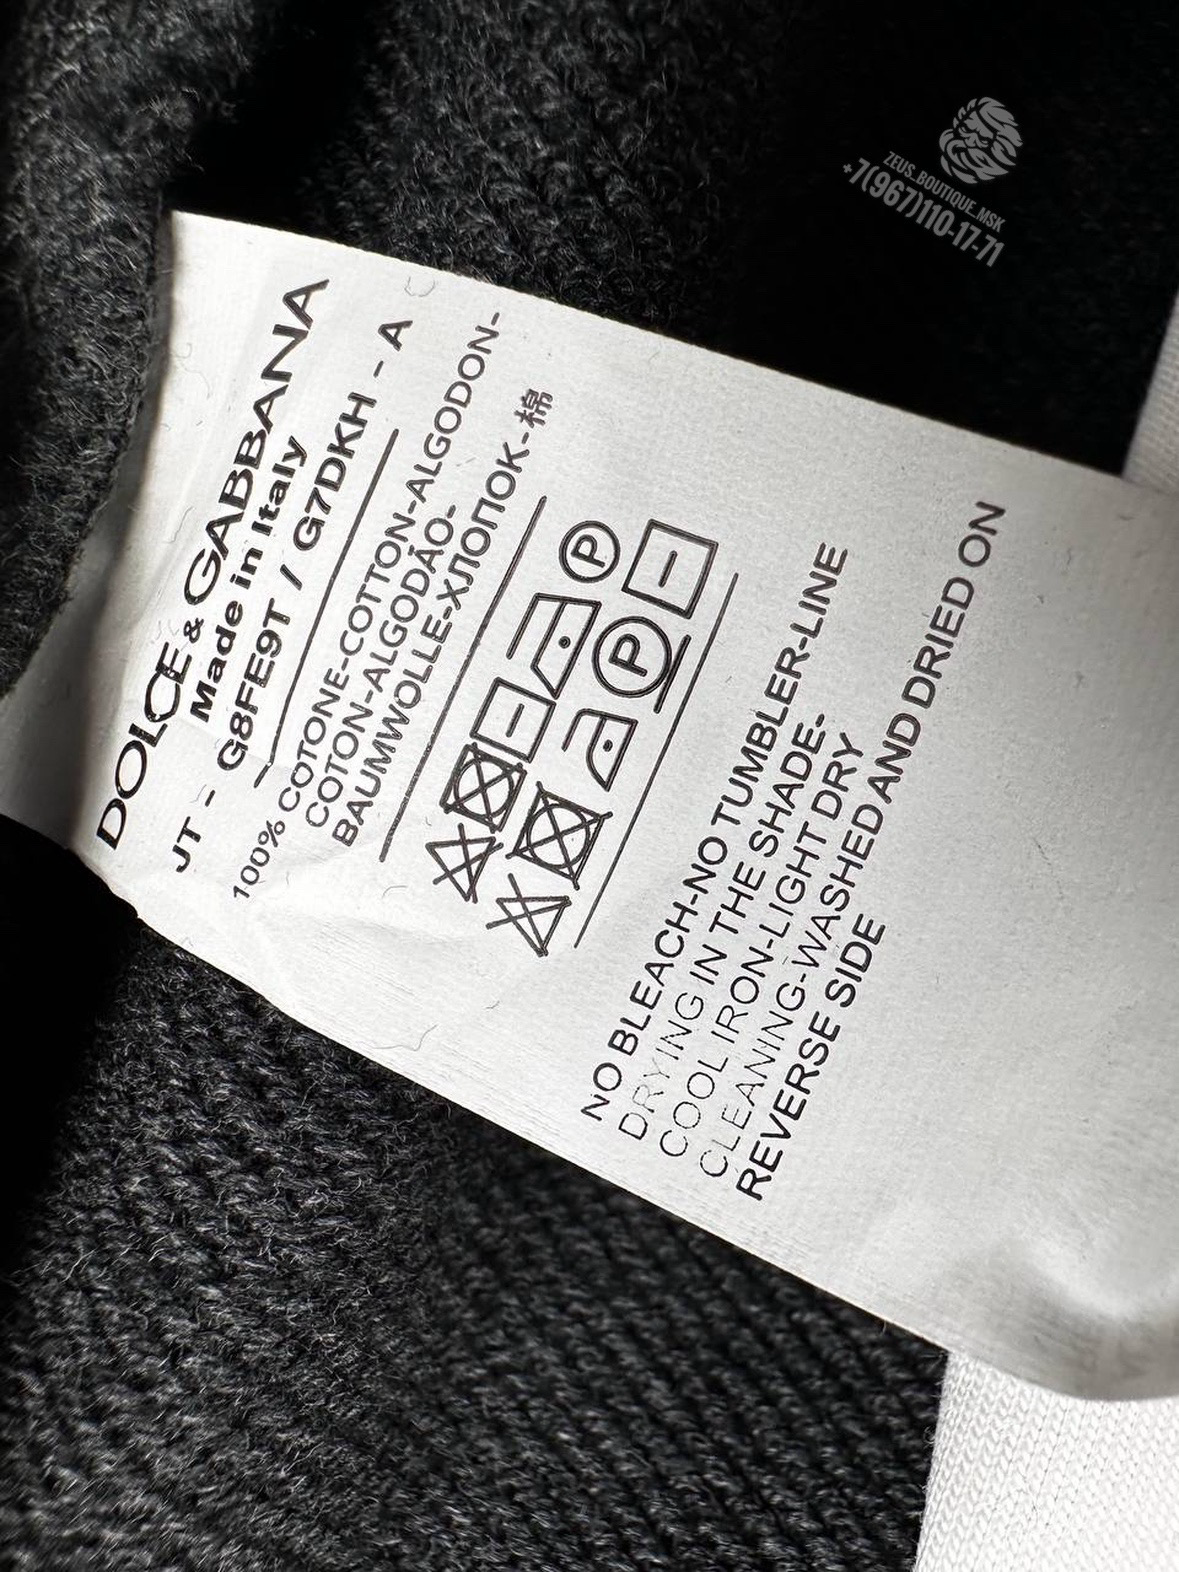 ZEUS_BOUTIQUE_MSK
+7(967)110-17-71
DOLCE & GABBANA
Made in Italy
JT - G8FE9T / G7DKH - A
100% COTONE-COTTON-ALGODON-
COTON-ALGODÃO-
BAUMWOLLE-ХЛОПОК-棉
P
P
NO BLEACH-NO TUMBLER-LINE
DRYING IN THE SHADE-
COOL IRON-LIGHT DRY
CLEANING-WASHED AND DRIED ON
REVERSE SIDE